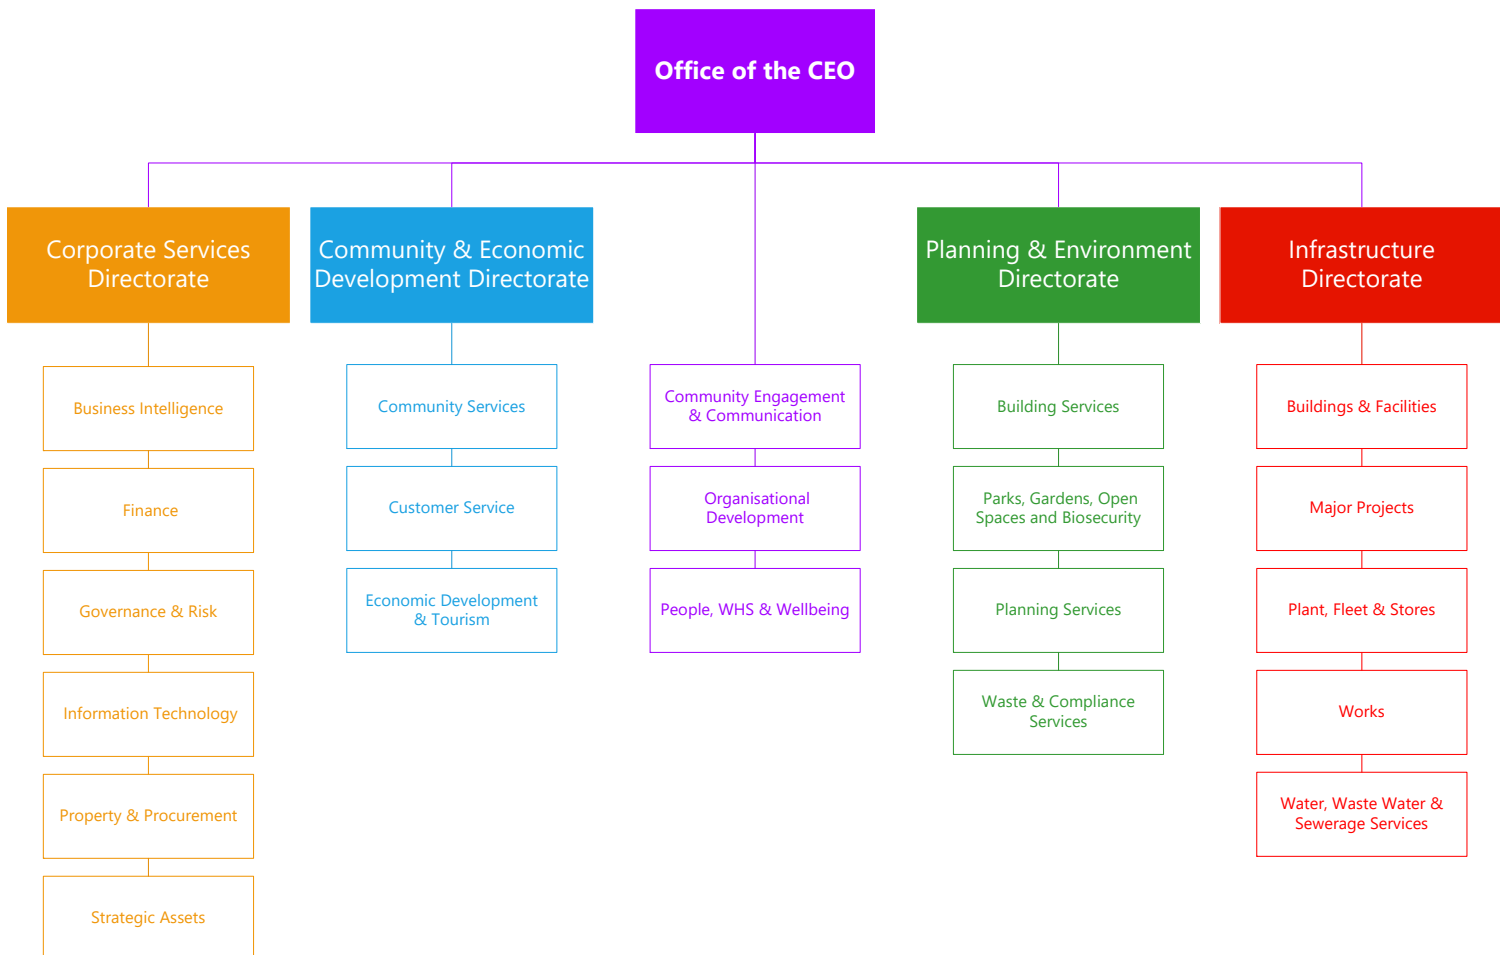 Office of the CEO
Corporate Services
Directorate
Community & Economic
Development Directorate
Planning & Environment
Directorate
Infrastructure
Directorate
Business Intelligence
Finance
Governance & Risk
Information Technology
Property & Procurement
Strategic Assets
Community Services
Customer Service
Economic Development
& Tourism
Community Engagement
& Communication
Organisational
Development
People, WHS & Wellbeing
Building Services
Parks, Gardens, Open
Spaces and Biosecurity
Planning Services
Waste & Compliance
Services
Buildings & Facilities
Major Projects
Plant, Fleet & Stores
Works
Water, Waste Water &
Sewerage Services